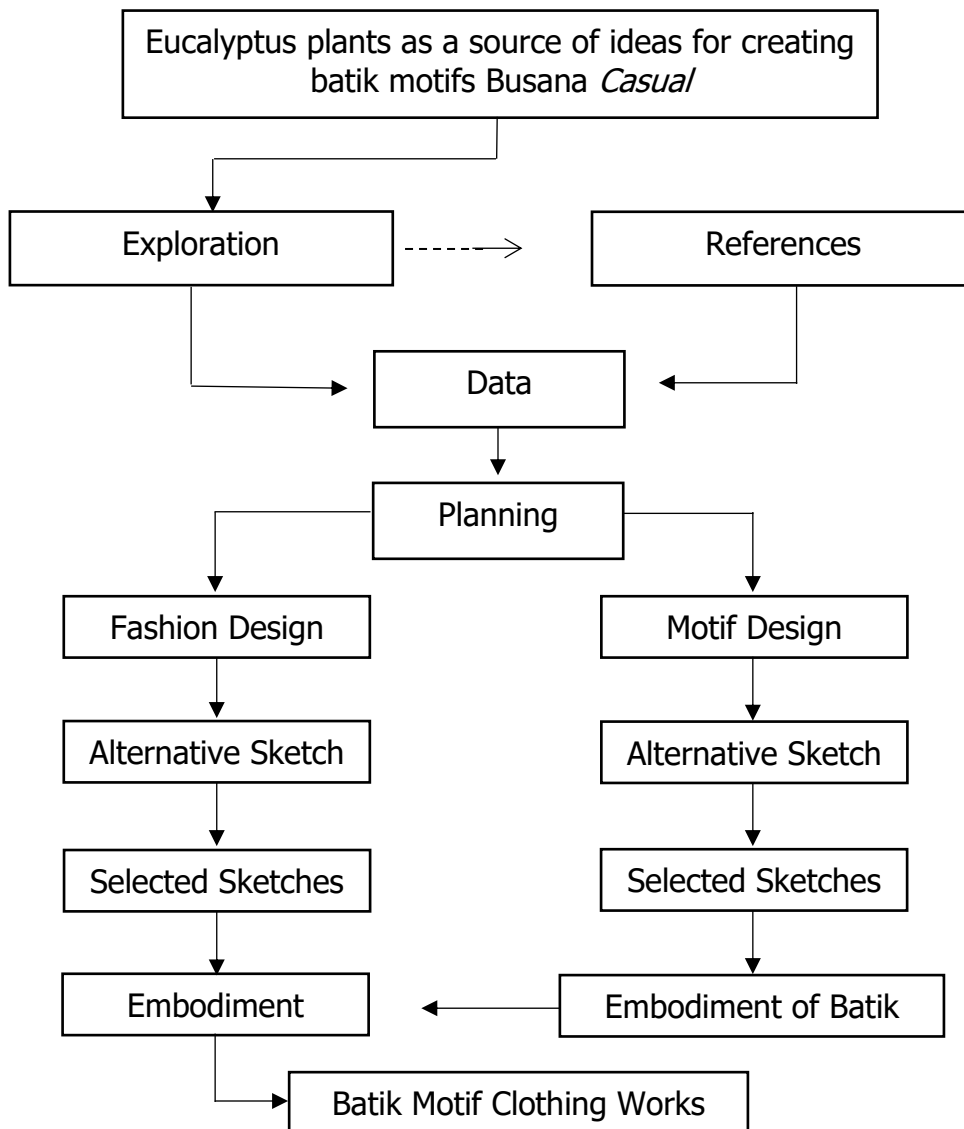 Eucalyptus plants as a source of ideas for creating
batik motifs Busana Casual
Exploration
References
Data
Planning
Fashion Design
Motif Design
Alternative Sketch
Alternative Sketch
Selected Sketches
Selected Sketches
Embodiment
Embodiment of Batik
Batik Motif Clothing Works